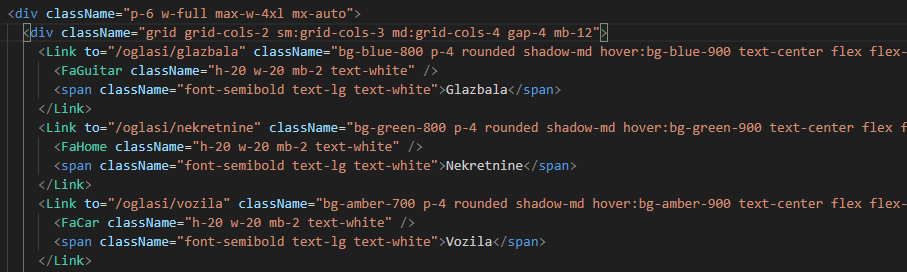 <div className="p-6 w-full max-w-4xl mx-auto">
<div className="grid grid-cols-2 sm:grid-cols-3 md:grid-cols-4 gap-4 mb-12">
<Link to="/oglasi/glazbala" className="bg-blue-800 p-4 rounded shadow-md hover:bg-blue-900 text-center flex flex-
<FaGuitar className="h-20 w-20 mb-2 text-white" />
<span className="font-semibold text-lg text-white">Glazbala</span>
</Link>
<Link to="/oglasi/nekretnine" className="bg-green-800 p-4 rounded shadow-md hover:bg-green-900 text-center flex f
<FaHome className="h-20 w-20 mb-2 text-white" />
<span className="font-semibold text-lg text-white">Nekretnine</span>
</Link>
<Link to="/oglasi/vozila" className="bg-amber-700 p-4 rounded shadow-md hover:bg-amber-900 text-center flex flex-
<FaCar className="h-20 w-20 mb-2 text-white" />
<span className="font-semibold text-lg text-white">Vozila</span>
</Link>